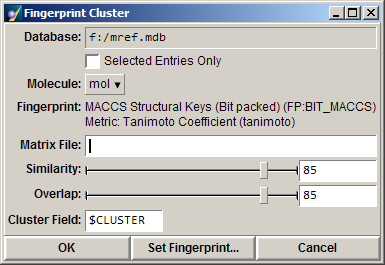 Fingerprint Cluster
Database: f:/mref.mdb
Selected Entries Only
Molecule: mol
Fingerprint: MACCS Structural Keys (Bit packed) (FP:BIT_MACCS)
Metric: Tanimoto Coefficient (tanimoto)
Matrix File:
Similarity: 85
Overlap: 85
Cluster Field: $CLUSTER
OK Set Fingerprint... Cancel